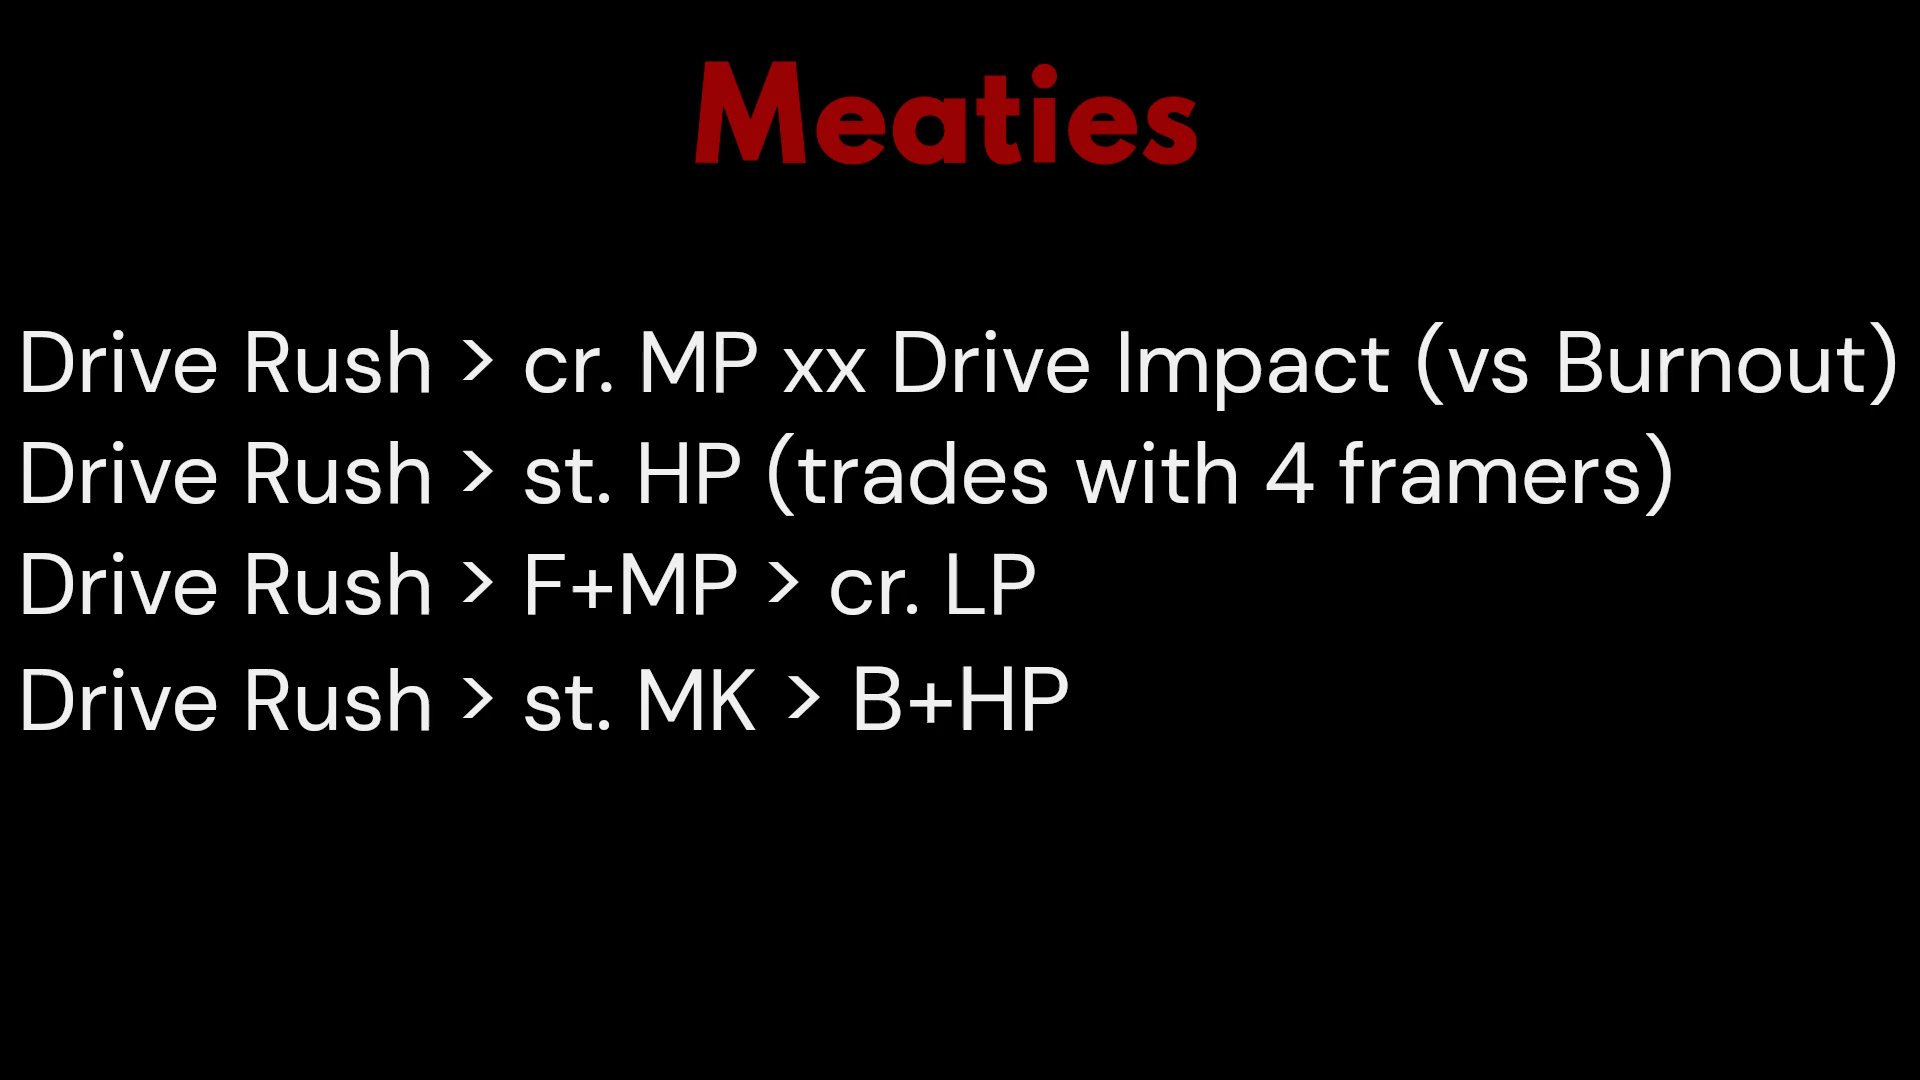 Meaties
Drive Rush > cr. MP xx Drive Impact (vs Burnout)
Drive Rush > st. HP (trades with 4 framers)
Drive Rush > F+MP > cr. LP
Drive Rush > st. MK > B+HP